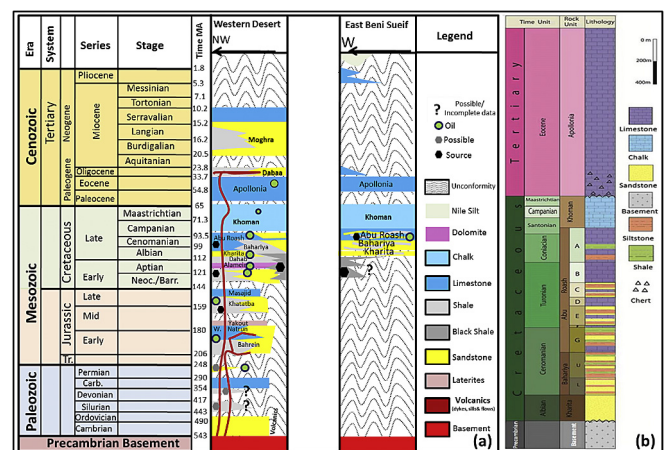 Era
System
Series
Stage
Time MA
Western Desert
NW
East Beni Sueif
W
Legend
Cenozoic
Tertiary
Neogene
Paleogene
Pliocene
Miocene
Oligocene
Eocene
Paleocene
Messinian
Tortonian
Serravalian
Langian
Burdigalian
Aquitanian
Mesozoic
Cretaceous
Late
Early
Maastrichtian
Campanian
Cenomanian
Albian
Aptian
Neoc./Barr.
Jurassic
Late
Mid
Early
Tr.
Paleozoic
Permian
Carb.
Devonian
Silurian
Ordovician
Cambrian
Precambrian Basement
1.8
5.3
7.1
10.2
15.2
16.2
20.5
23.8
33.7
54.8
65
71.3
93.5
99
112
121
144
159
180
206
248
290
354
417
443
490
543
Moghra
Dabaa
Apollonia
Khoman
Abu Roash
Bahariya
Kharita
Dahab
Alamein
Masajid
Khatatba
Yakout
W.
Natrun
Bahrein
?
?
Volcanics
Apollonia
Khoman
Abu Roash
Bahariya
Kharita
?
?
Possible/
Incomplete data
Oil
Possible
Source
Unconformity
Nile Silt
Dolomite
Chalk
Limestone
Shale
Black Shale
Sandstone
Laterites
Volcanics
(dykes, sills & flows)
Basement
(a)
Time Unit
Rock
Unit
Lithology
Tertiary
Eocene
Apollonia
Cretaceous
Maastrichtian
Campanian
Santonian
Coniacian
Turonian
Cenomanian
Albian
Precambrian
Khoman
Abu
Roash
A
B
C
D
E
F
G
Bahariya
U
L
Kharita
Basement
0 m
200m
400m
Limestone
Chalk
Sandstone
Basement
Siltstone
Shale
Chert
(b)